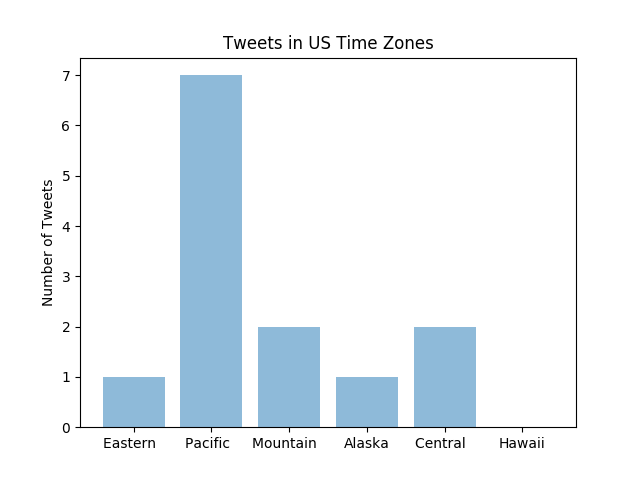 Tweets in US Time Zones
Number of Tweets
7
6
5
4
3
2
1
0
Eastern Pacific Mountain Alaska Central Hawaii